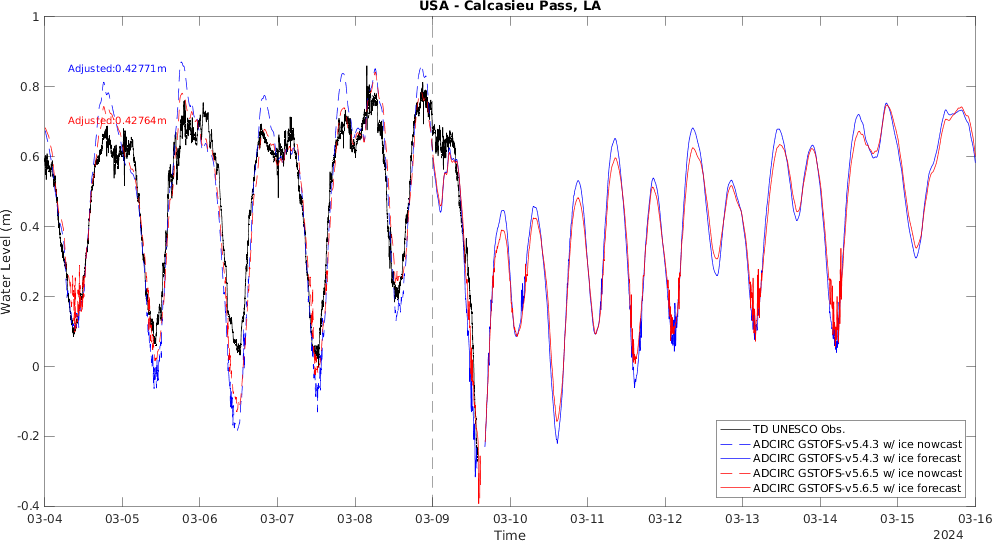 USA - Calcasieu Pass, LA
Adjusted:0.42771m
Adjusted:0.42764m
Water Level (m)
1
0.8
0.6
0.4
0.2
0
-0.2
-0.4
TD UNESCO Obs.
ADCIRC GSTOFS-v5.4.3 w/ ice nowcast
ADCIRC GSTOFS-v5.4.3 w/ ice forecast
ADCIRC GSTOFS-v5.6.5 w/ ice nowcast
ADCIRC GSTOFS-v5.6.5 w/ ice forecast
03-04 03-05 03-06 03-07 03-08 03-09 03-10 03-11 03-12 03-13 03-14 03-15 03-16
Time
2024